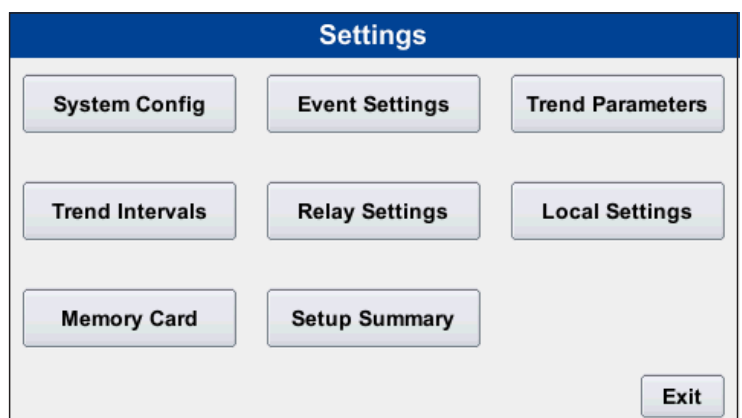 Settings
System Config
Event Settings
Trend Parameters
Trend Intervals
Relay Settings
Local Settings
Memory Card
Setup Summary
Exit